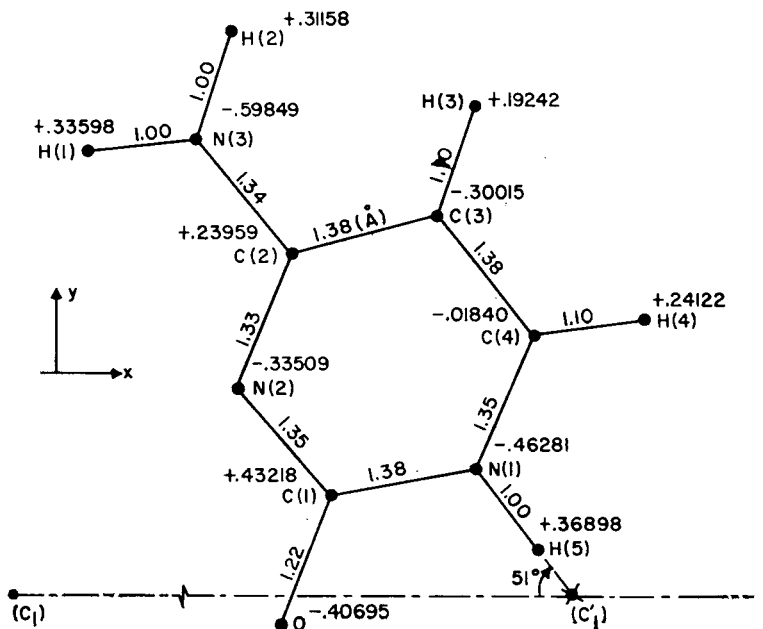 +.31158
H(2)
1.00
+.33598
1.00
-.59849
N(3)
H(1)
H(3)
+.19242
1.34
-.30015
C(3)
+.23959
1.38(Å)
C(2)
1.38
+.24122
-.01840
1.10
H(4)
C(4)
y
x
1.33
-.33509
N(2)
1.35
1.35
-.46281
+.43218
1.38
N(1)
C(1)
1.00
+.36898
H(5)
1.22
51°
(C₁)
-.40695
O
(C'₁)